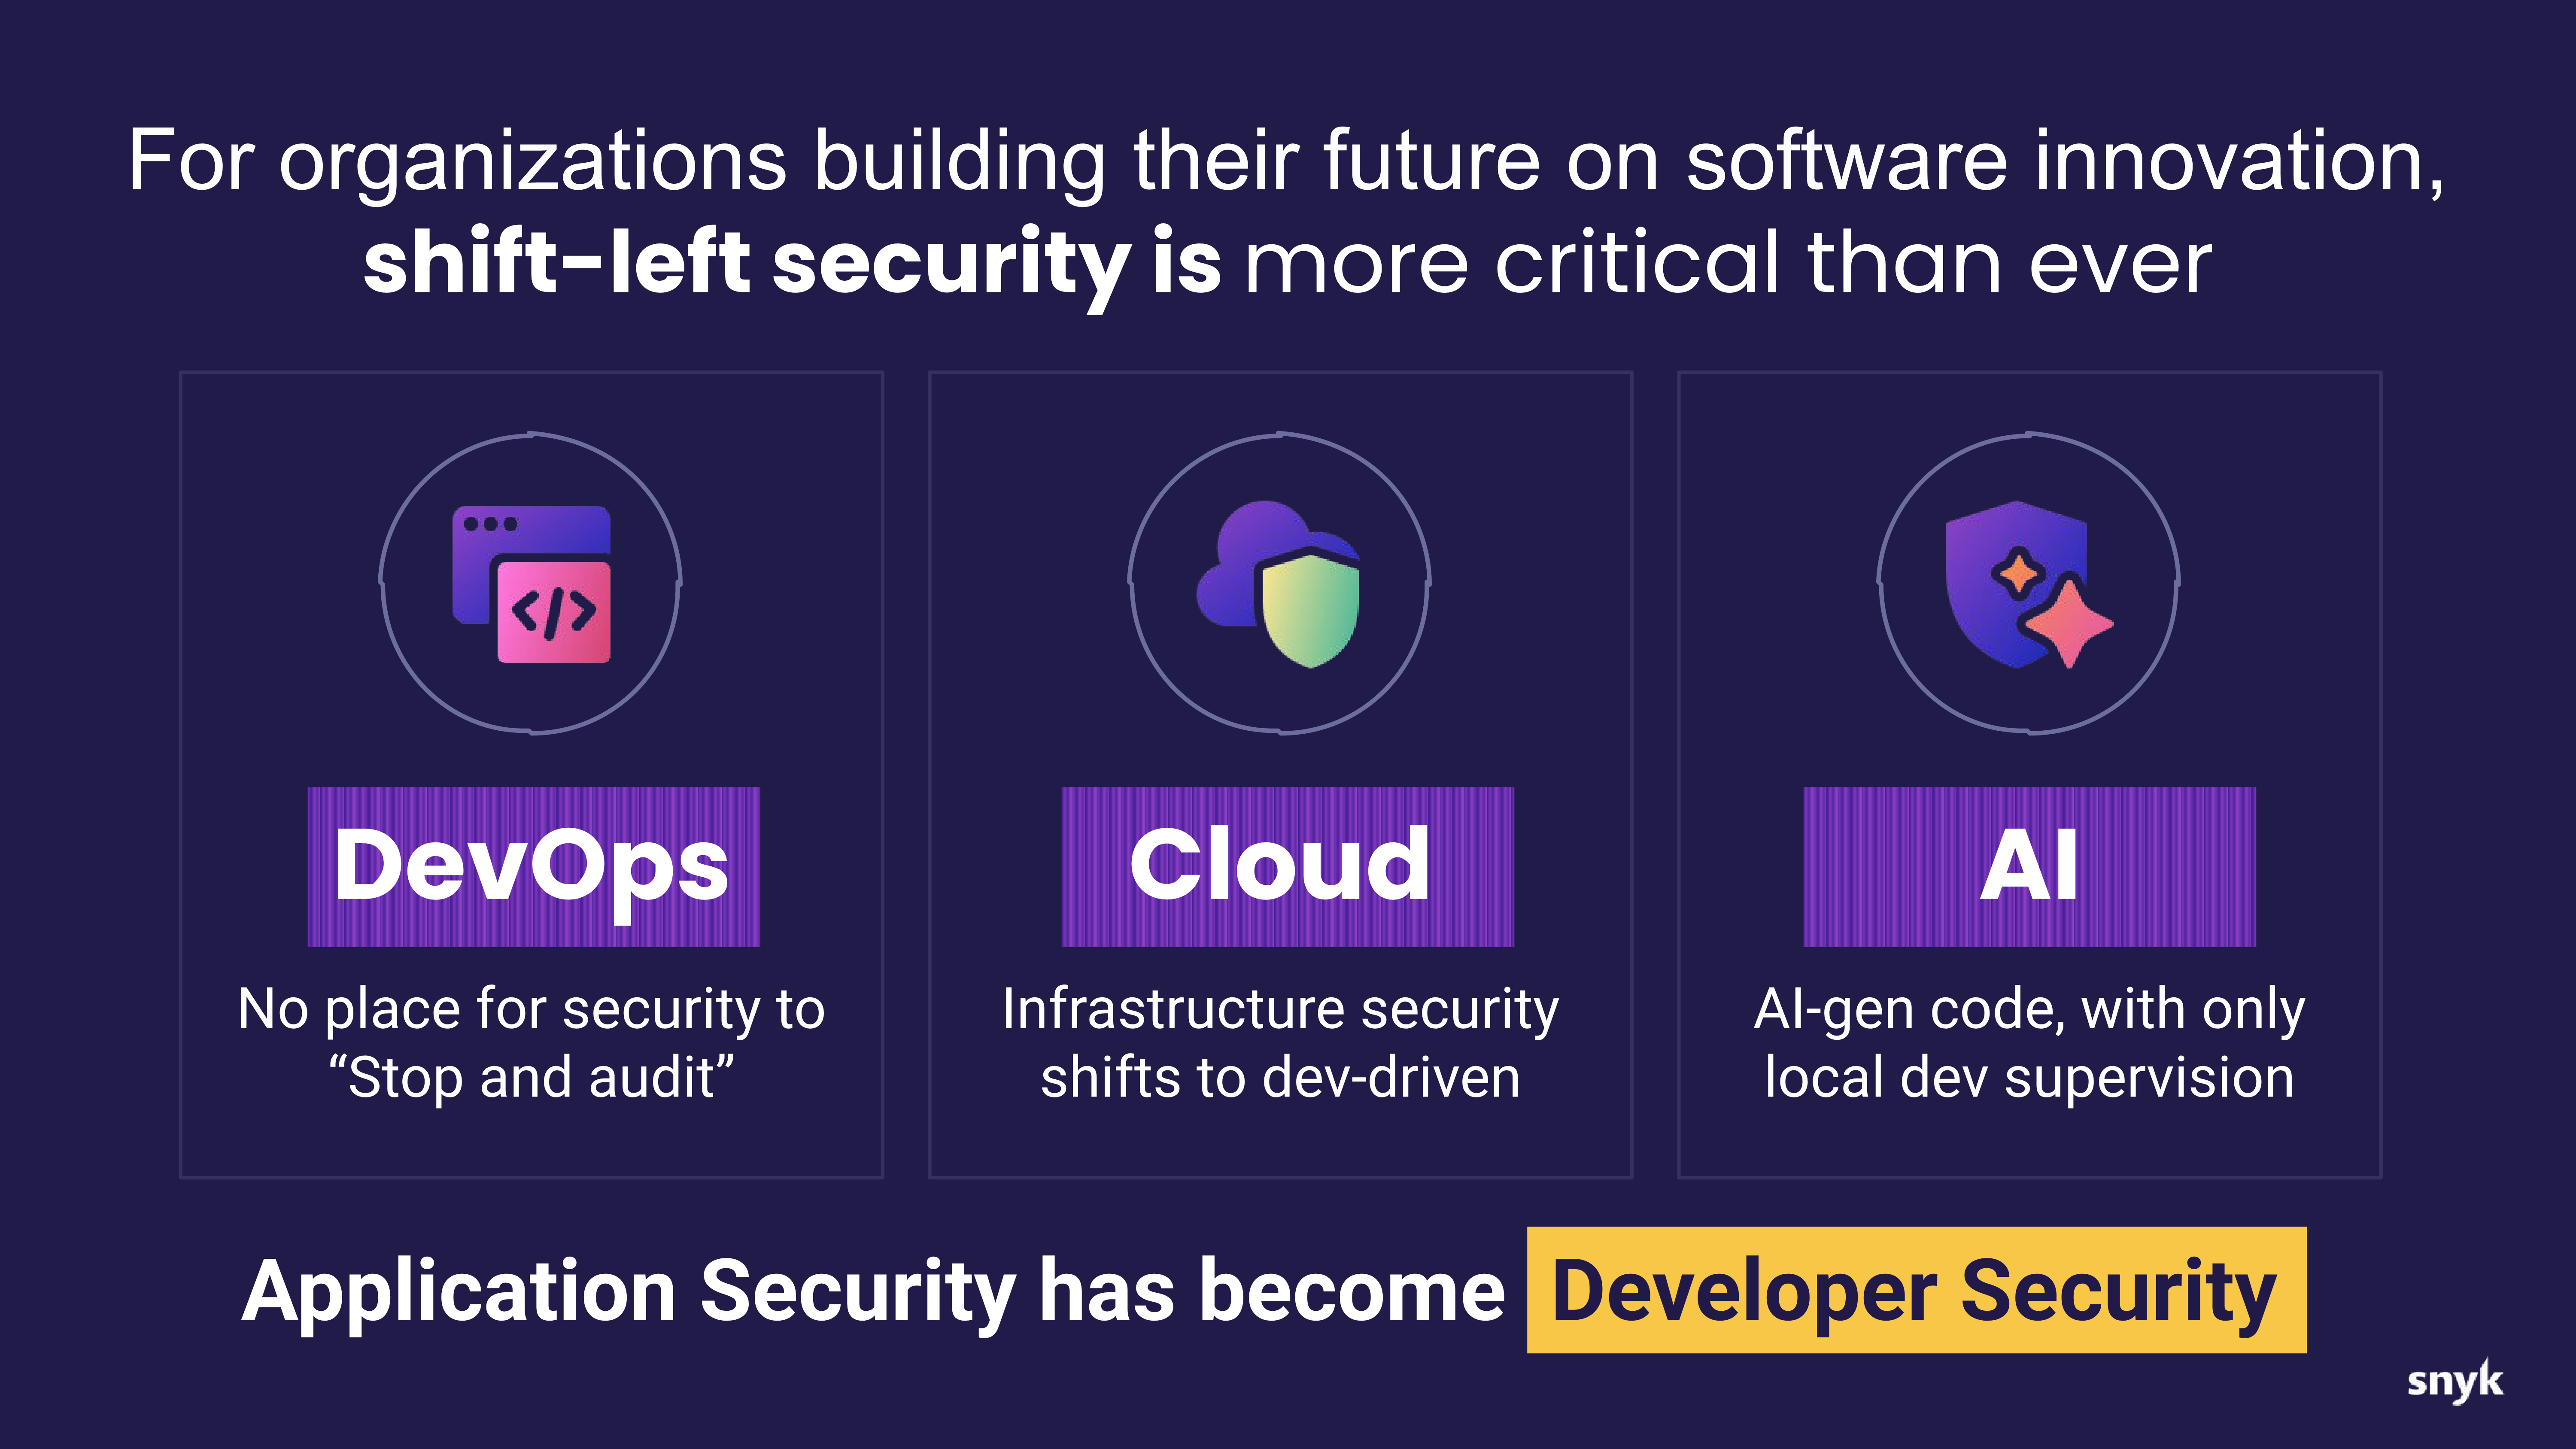 For organizations building their future on software innovation,
shift-left security is more critical than ever
</>
DevOps
No place for security to
“Stop and audit”
Cloud
Infrastructure security
shifts to dev-driven
AI
AI-gen code, with only
local dev supervision
Application Security has become Developer Security
snyk